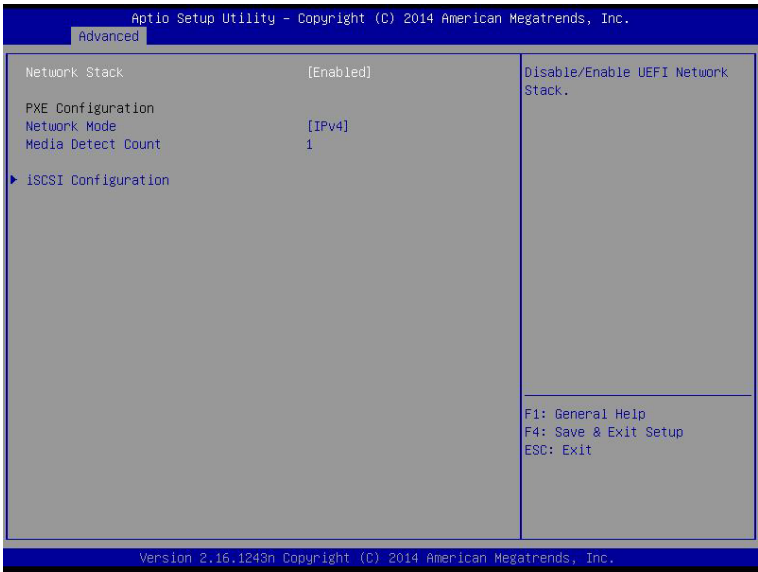 Aptio Setup Utility – Copyright (C) 2014 American Megatrends, Inc.
Advanced
Network Stack [Enabled]
PXE Configuration
Network Mode [IPv4]
Media Detect Count 1
iSCSI Configuration
Disable/Enable UEFI Network
Stack.
F1: General Help
F4: Save & Exit Setup
ESC: Exit
Version 2.16.1243n Copyright (C) 2014 American Megatrends, Inc.